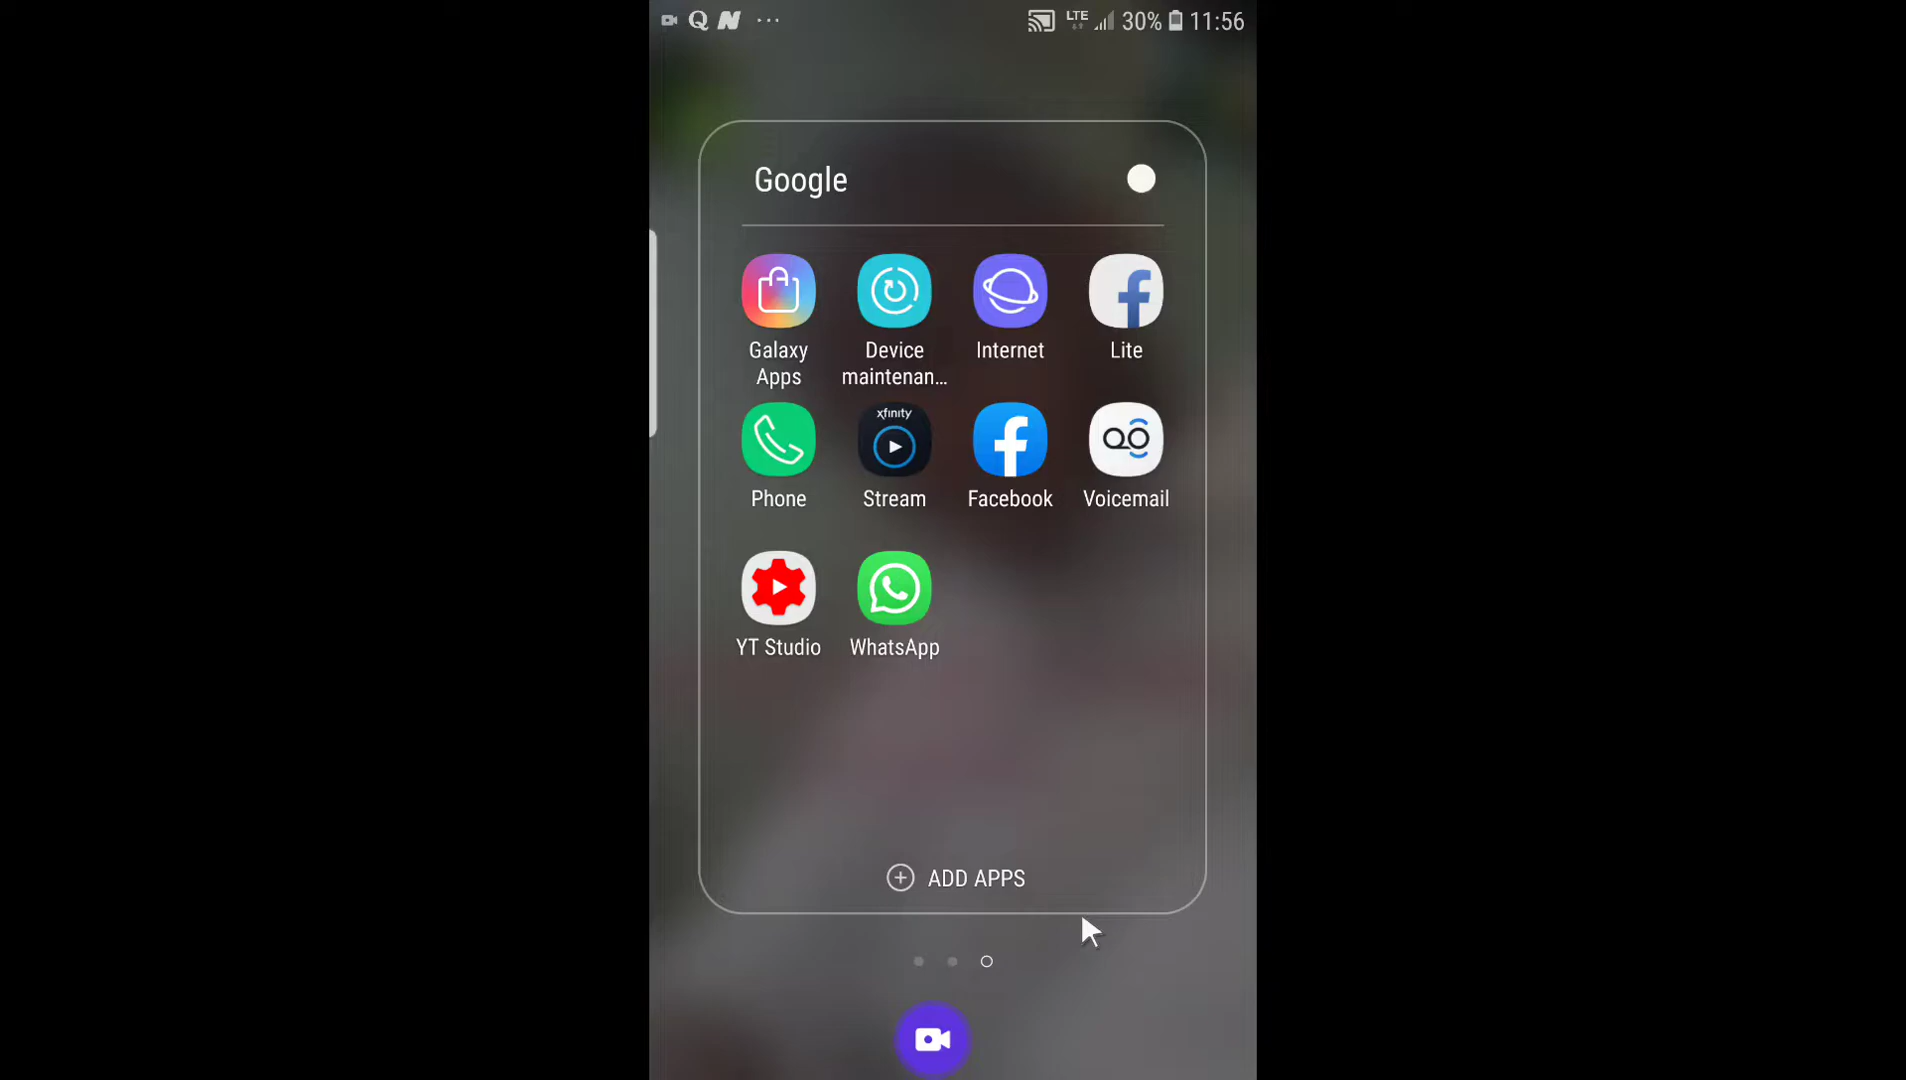 LTE 30% 11:56
Google
Galaxy Apps
Device maintenan...
Internet
Lite
xfinity
Phone
Stream
Facebook
Voicemail
YT Studio
WhatsApp
ADD APPS